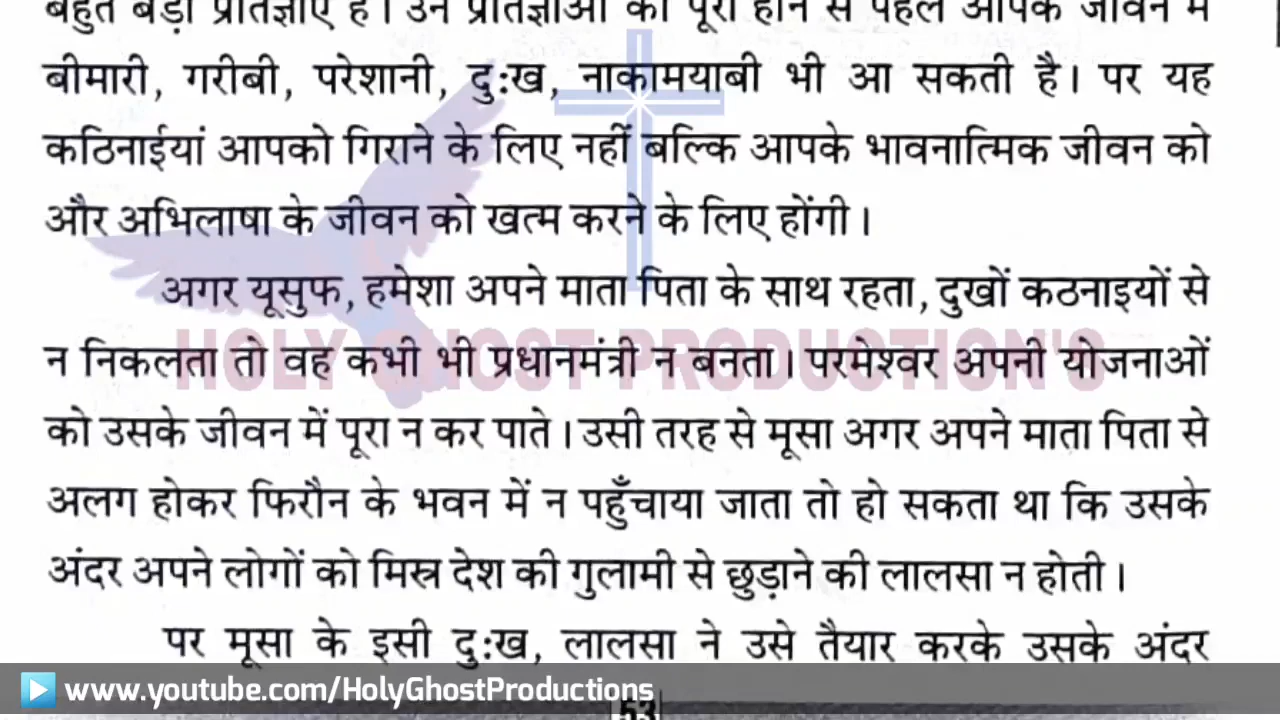 बहुत बड़ी प्रतिज्ञाएं हैं। उन प्रतिज्ञाओं को पूरा होने से पहले आपके जीवन में
बीमारी, गरीबी, परेशानी, दुःख, नाकामयाबी भी आ सकती है। पर यह
कठिनाईयां आपको गिराने के लिए नहीं बल्कि आपके भावनात्मिक जीवन को
और अभिलाषा के जीवन को खत्म करने के लिए होंगी।
अगर यूसुफ, हमेशा अपने माता पिता के साथ रहता, दुखों कठनाइयों से
HOLY GHOST PRODUCTION'S
न निकलता तो वह कभी भी प्रधानमंत्री न बनता। परमेश्वर अपनी योजनाओं
को उसके जीवन में पूरा न कर पाते। उसी तरह से मूसा अगर अपने माता पिता से
अलग होकर फिरौन के भवन में न पहुँचाया जाता तो हो सकता था कि उसके
अंदर अपने लोगों को मिस्र देश की गुलामी से छुड़ाने की लालसा न होती।
पर मूसा के इसी दुःख, लालसा ने उसे तैयार करके उसके अंदर
www.youtube.com/HolyGhostProductions
53